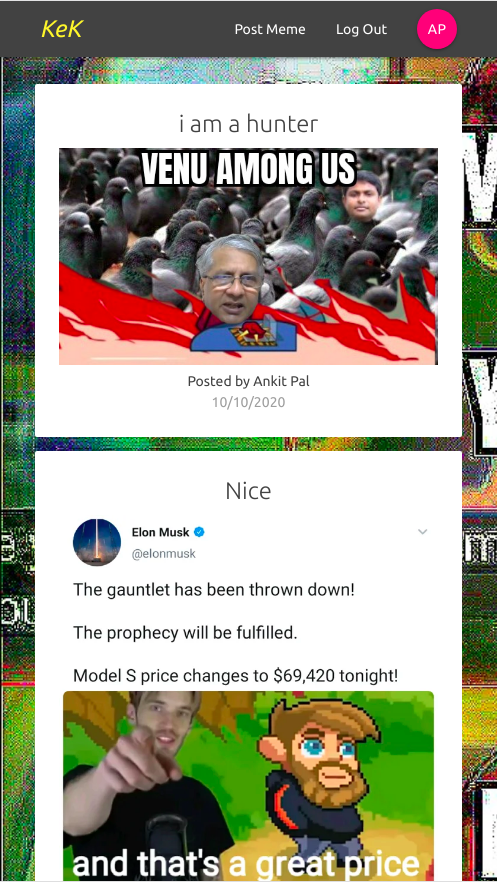 KeK
Post Meme
Log Out
AP
i am a hunter
VENU AMONG US
Posted by Ankit Pal
10/10/2020
Nice
Elon Musk
@elonmusk
The gauntlet has been thrown down!
The prophecy will be fulfilled.
Model S price changes to $69,420 tonight!
and that's a great price